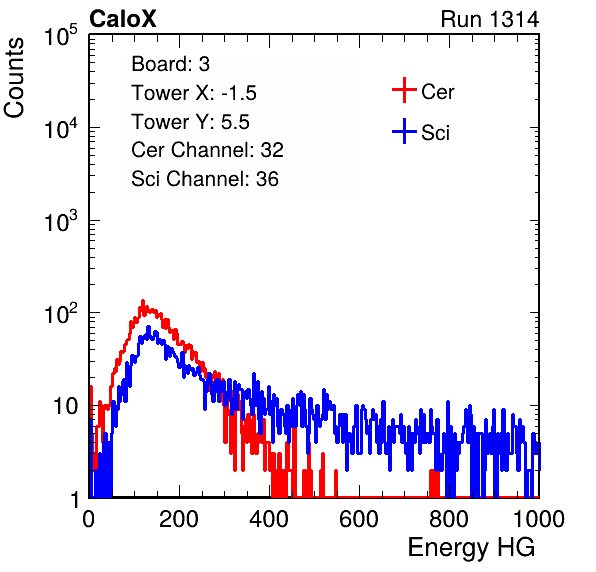 CaloX Run 1314
Counts
Board: 3
Tower X: -1.5
Tower Y: 5.5
Cer Channel: 32
Sci Channel: 36
Cer
Sci
10^5
10^4
10^3
10^2
10
1
0 200 400 600 800 1000
Energy HG